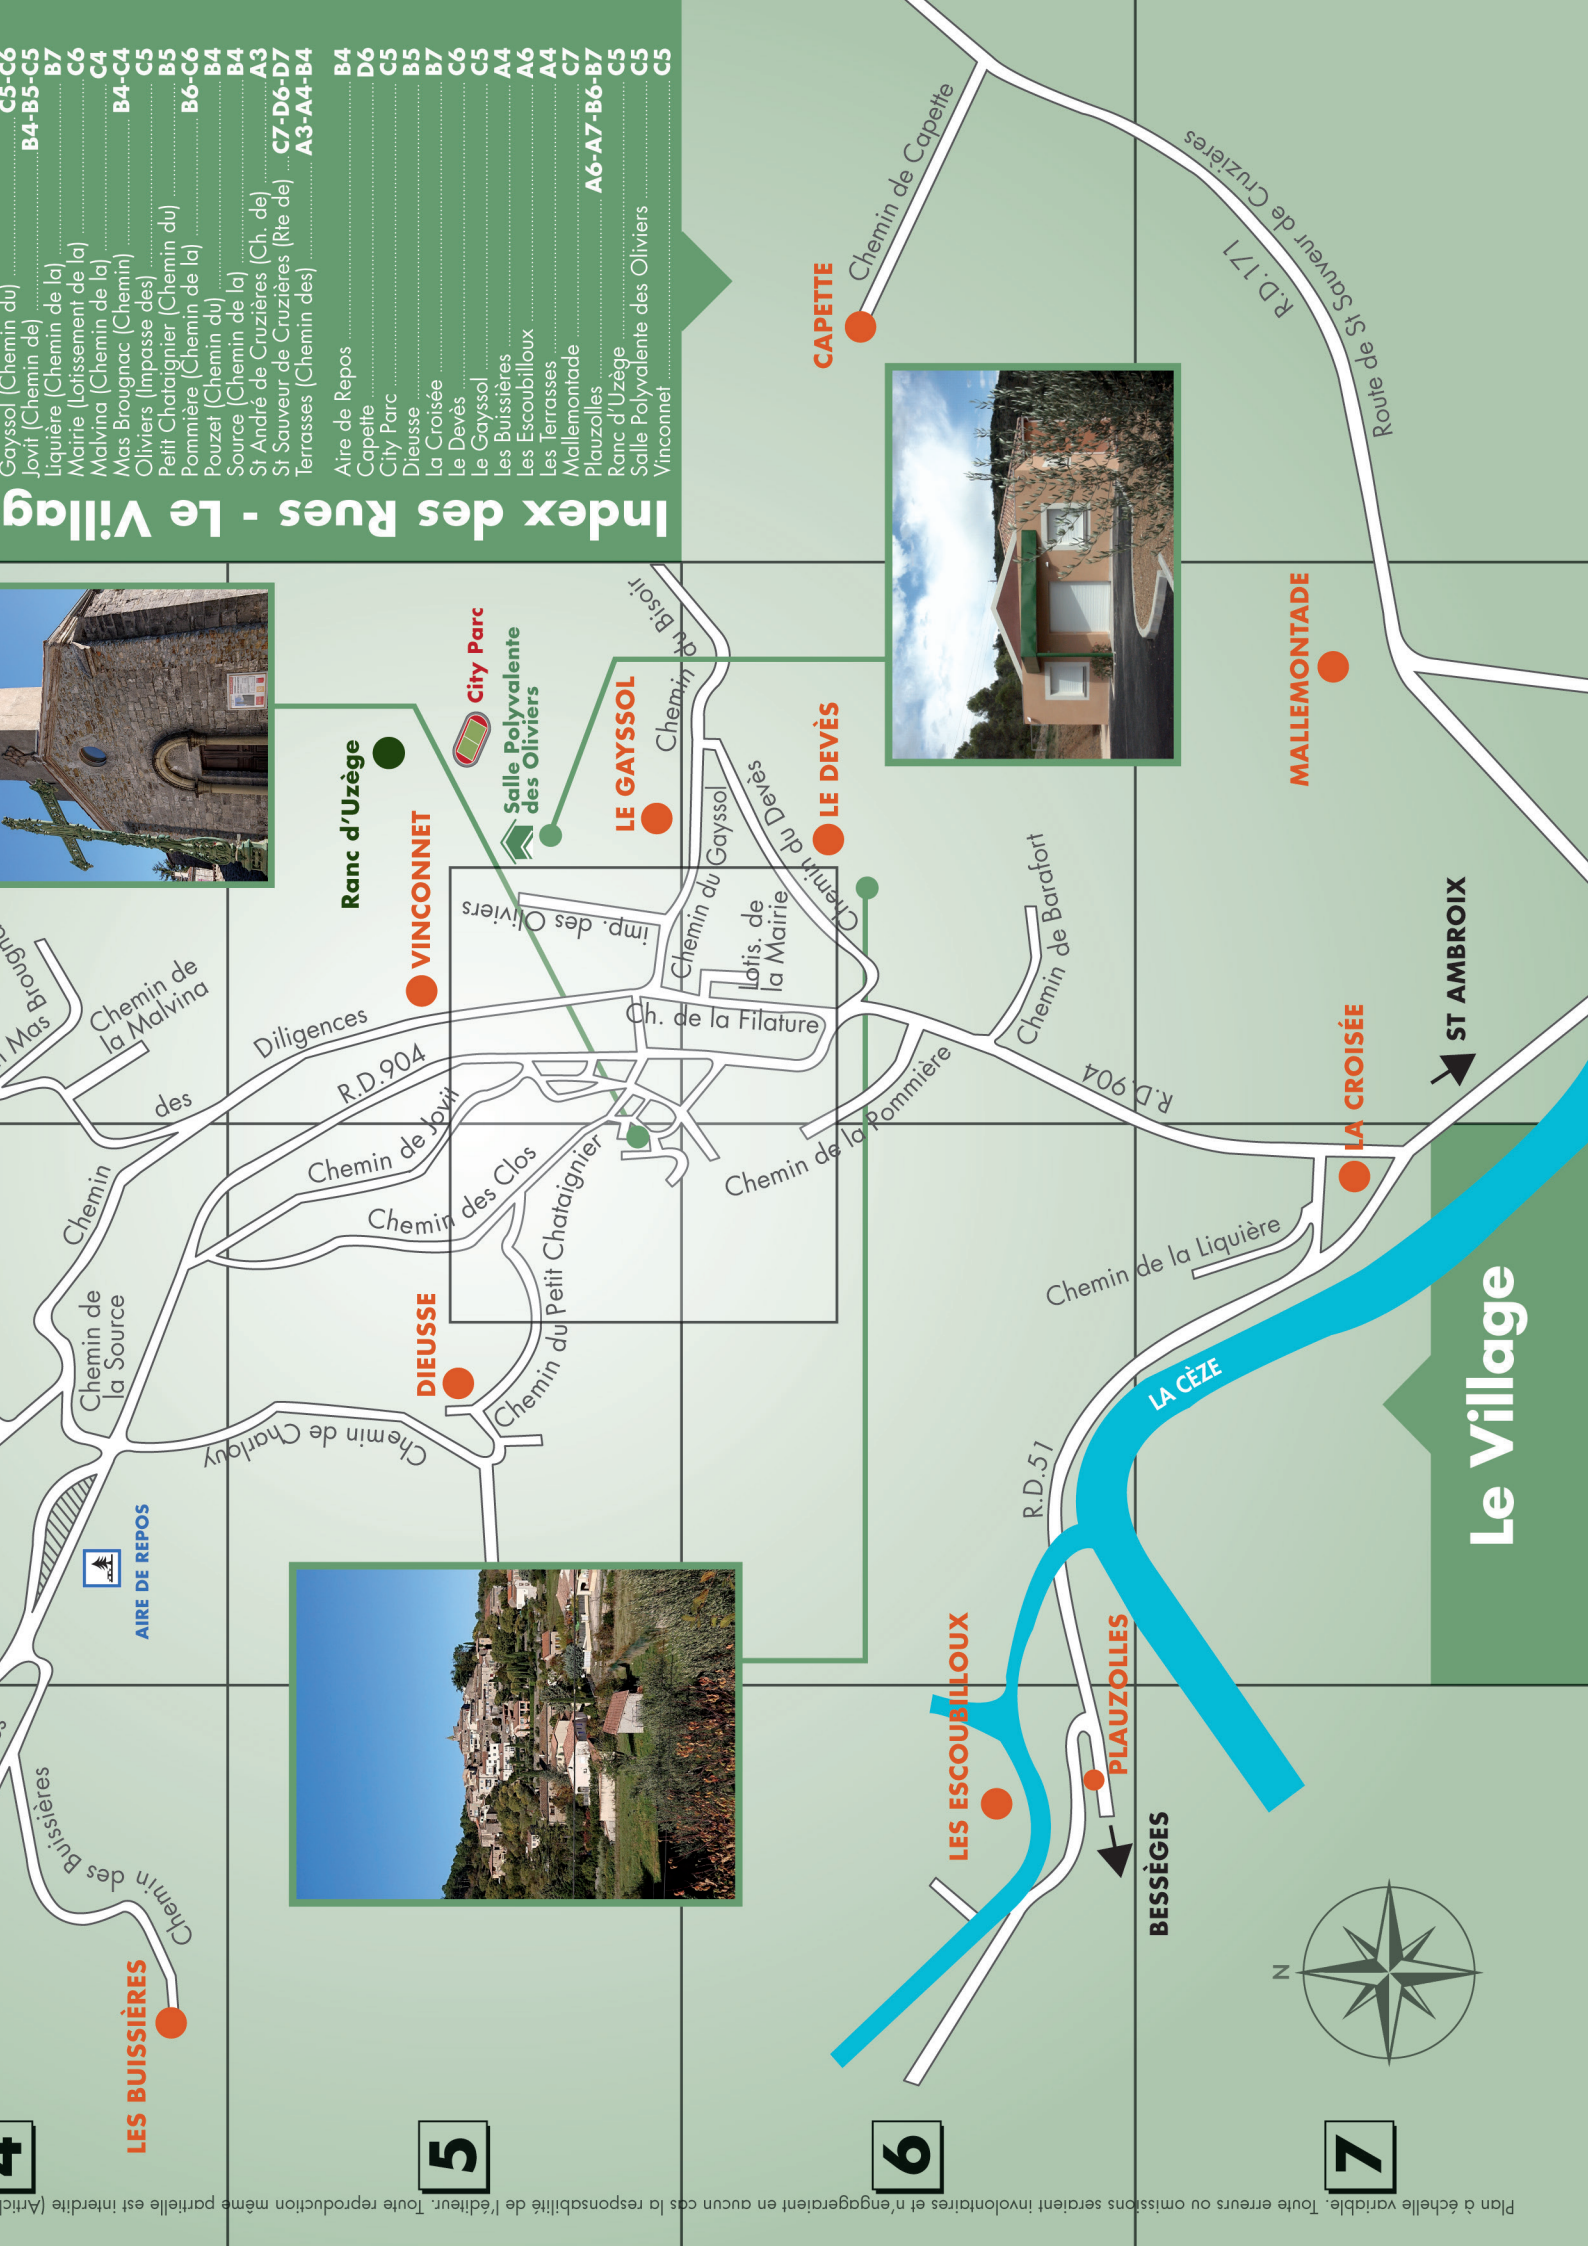 Index des Rues - Le Villag
Gayssol (Chemin du) C5-C6
Jovit (Chemin de) B4-B5-C5
Liquière (Chemin de la) B7
Mairie (Lotissement de la) C6
Malvina (Chemin de la) C4
Mas Brougnac (Chemin) B4-C4
Oliviers (Impasse des) C5
Petit Chataignier (Chemin du) B5
Pommière (Chemin de la) B6-C6
Pouzet (Chemin du) B4
Source (Chemin de la) B4
St André de Cruzières (Ch. de) A3
St Sauveur de Cruzières (Rte de) C7-D6-D7
Terrasses (Chemin des) A3-A4-B4
Aire de Repos B4
Capette D6
City Parc C5
Dieusse B5
La Croisée B7
Le Devès C6
Le Gayssol C5
Les Buissières A4
Les Escoubilloux A6
Les Terrasses A4
Mallemontade C7
Plauzolles A6-A7-B6-B7
Ranc d'Uzège C5
Salle Polyvalente des Oliviers C5
Vinconnet C5
Mas Brougna
Chemin de
la Malvina
Chemin des Diligences
R.D.904
Chemin de Jovit
Chemin des Clos
Chemin du Petit Chataignier
Chemin de
la Source
Chemin de Charlouy
AIRE DE REPOS
Chemin des Buissières
LES BUISSIÈRES
DIEUSSE
VINCONNET
Ranc d'Uzège
City Parc
Salle Polyvalente
des Oliviers
LE GAYSSOL
Chemin du Bisoir
imp. des Oliviers
Chemin du Gayssol
Lotis. de
la Mairie
Ch. de la Filature
Chemin du Devès
LE DEVÈS
Chemin de Barafort
Chemin de la Pommière
R.D.904
CAPETTE
Chemin de Capette
R.D.171
Route de St Sauveur de Cruzières
MALLEMONTADE
ST AMBROIX
LA CROISÉE
Chemin de la Liquière
LA CÈZE
R.D.51
LES ESCOUBILLOUX
PLAUZOLLES
BESSÈGES
Le Village
N
4
5
6
7
Plan à échelle variable. Toute erreurs ou omissions seraient involontaires et n'engageraient en aucun cas la responsabilité de l'éditeur. Toute reproduction même partielle est interdite (Articl